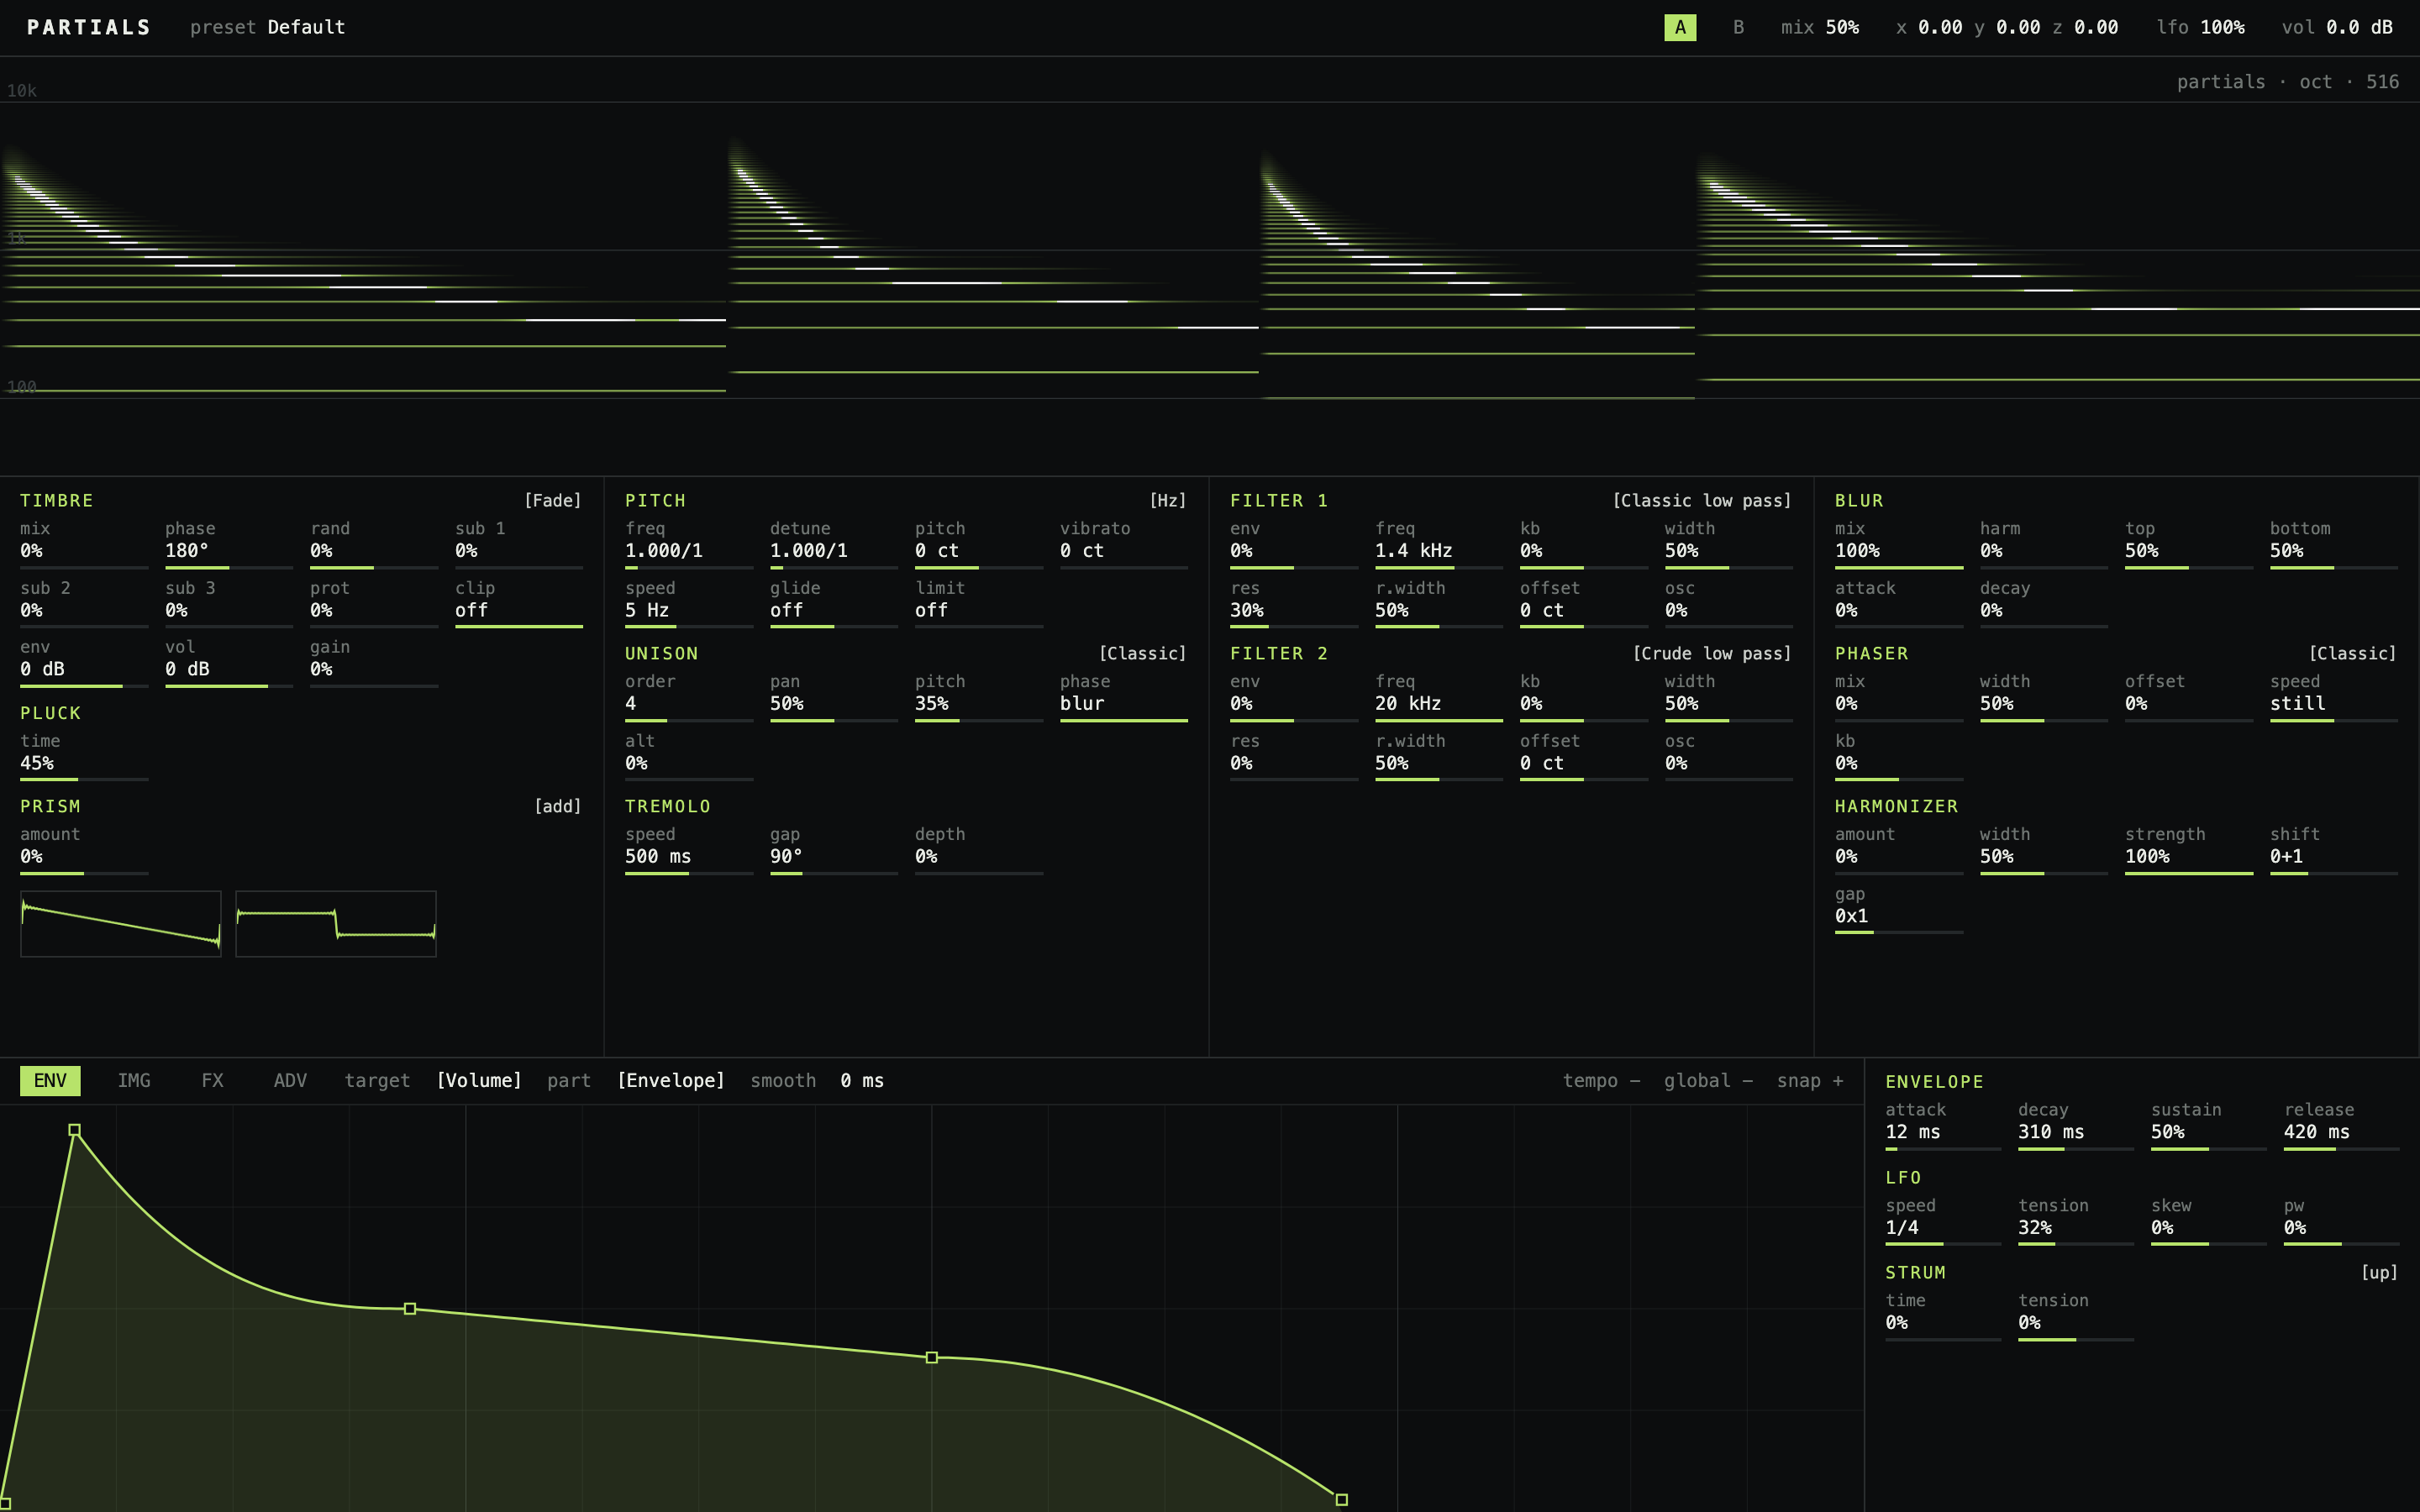 PARTIALS preset Default A B mix 50% x 0.00 y 0.00 z 0.00 lfo 100% vol 0.0 dB
partials · oct · 516
10k
1k
100
TIMBRE [Fade]
mix phase rand sub 1
0% 180° 0% 0%
sub 2 sub 3 prot clip
0% 0% 0% off
env vol gain
0 dB 0 dB 0%
PLUCK
time
45%
PRISM [add]
amount
0%
PITCH [Hz]
freq detune pitch vibrato
1.000/1 1.000/1 0 ct 0 ct
speed glide limit
5 Hz off off
UNISON [Classic]
order pan pitch phase
4 50% 35% blur
alt
0%
TREMOLO
speed gap depth
500 ms 90° 0%
FILTER 1 [Classic low pass]
env freq kb width
0% 1.4 kHz 0% 50%
res r.width offset osc
30% 50% 0 ct 0%
FILTER 2 [Crude low pass]
env freq kb width
0% 20 kHz 0% 50%
res r.width offset osc
0% 50% 0 ct 0%
BLUR
mix harm top bottom
100% 0% 50% 50%
attack decay
0% 0%
PHASER [Classic]
mix width offset speed
0% 50% 0% still
kb
0%
HARMONIZER
amount width strength shift
0% 50% 100% 0+1
gap
0x1
ENV IMG FX ADV target [Volume] part [Envelope] smooth 0 ms tempo – global – snap +
ENVELOPE
attack decay sustain release
12 ms 310 ms 50% 420 ms
LFO
speed tension skew pw
1/4 32% 0% 0%
STRUM [up]
time tension
0% 0%